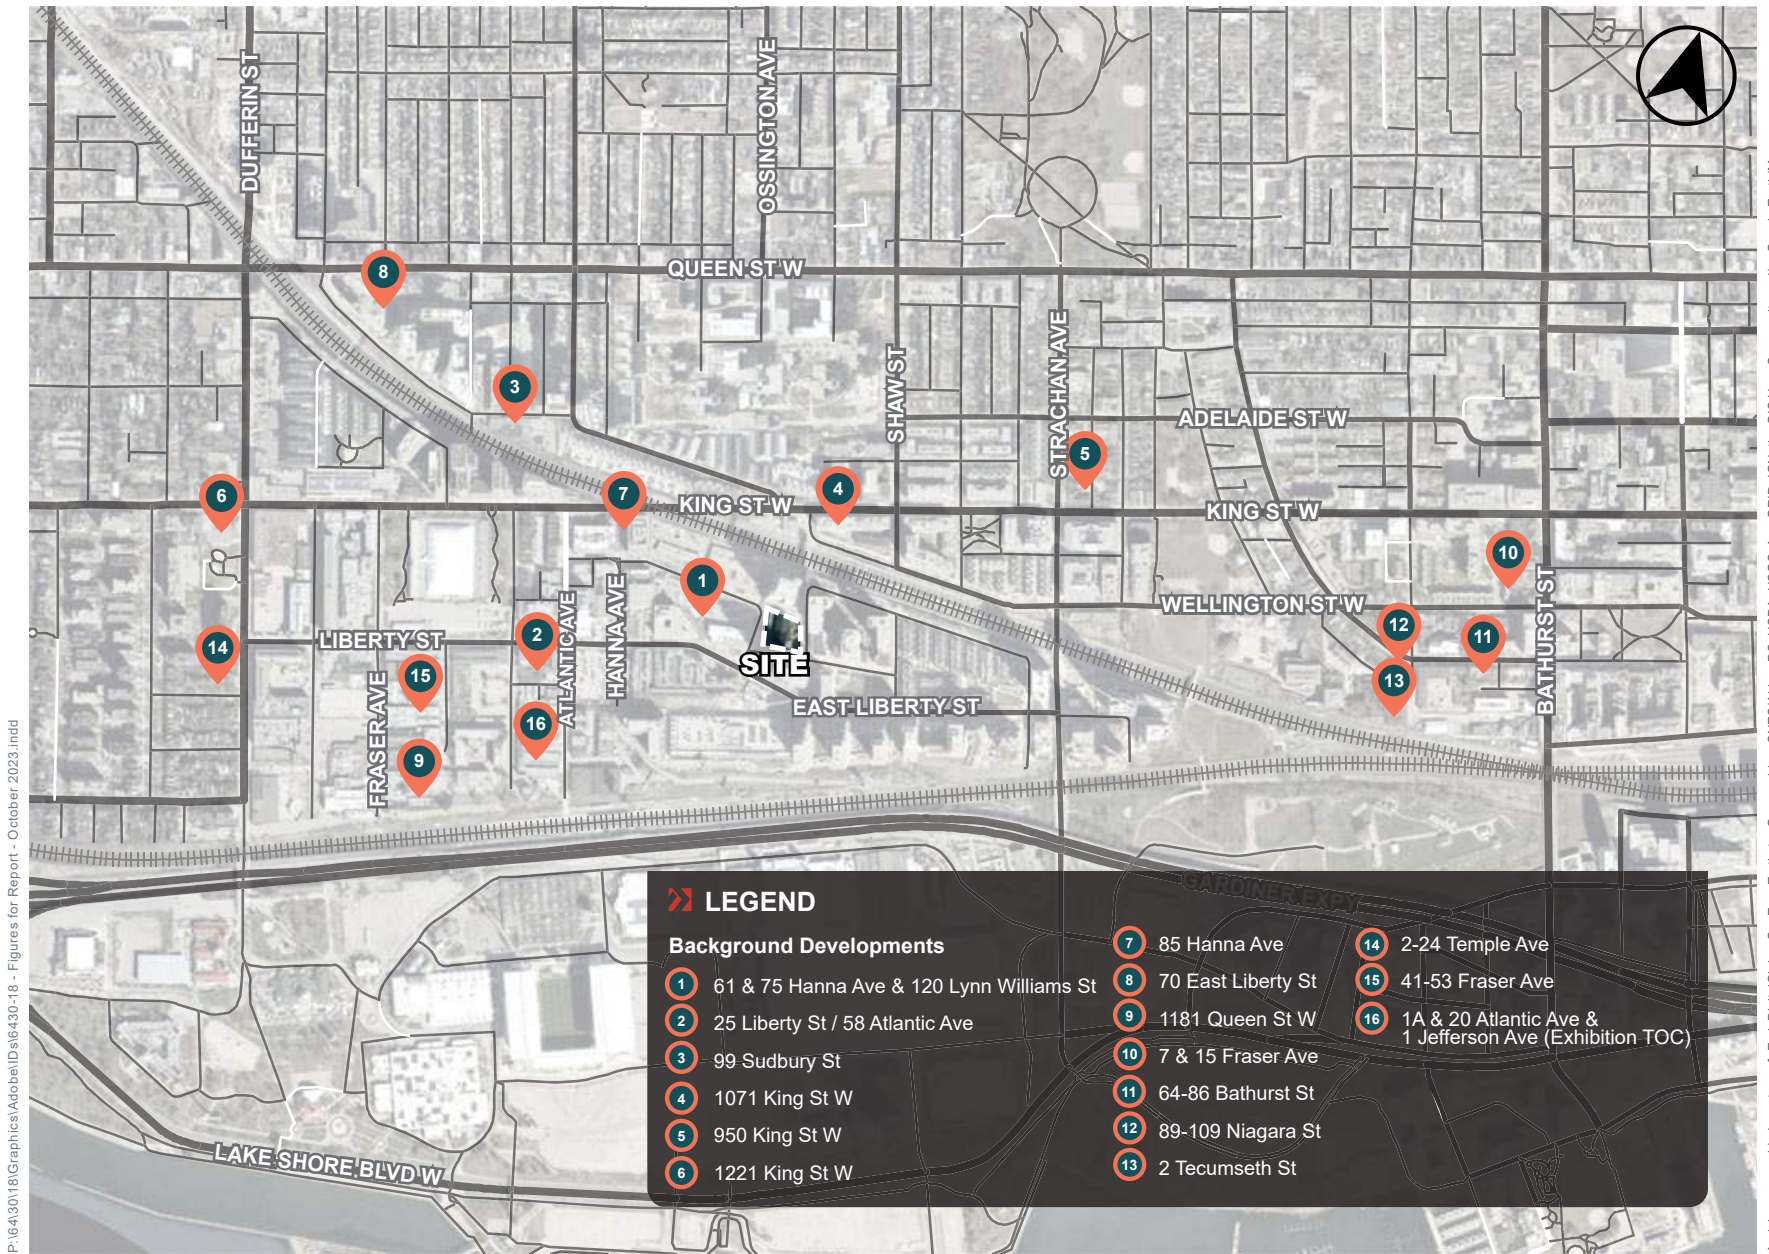 DUFFERIN ST
OSSINGTON AVE
8
QUEEN ST W
3
SHAW ST
STRACHAN AVE
ADELAIDE ST W
5
6
7
KING ST W
4
KING ST W
10
1
ATLANTIC AVE
HANNA AVE
WELLINGTON ST W
BATHURST ST
12
11
2
LIBERTY ST
14
SITE
15
13
FRASER AVE
EAST LIBERTY ST
16
9
GARDINER EXPY
LAKE SHORE BLVD W
LEGEND
Background Developments
1 61 & 75 Hanna Ave & 120 Lynn Williams St
2 25 Liberty St / 58 Atlantic Ave
3 99 Sudbury St
4 1071 King St W
5 950 King St W
6 1221 King St W
7 85 Hanna Ave
8 70 East Liberty St
9 1181 Queen St W
10 7 & 15 Fraser Ave
11 64-86 Bathurst St
12 89-109 Niagara St
13 2 Tecumseth St
14 2-24 Temple Ave
15 41-53 Fraser Ave
16 1A & 20 Atlantic Ave &
1 Jefferson Ave (Exhibition TOC)
P:\64\30\18\Graphics\Adobe\IDs\6430-18 - Figures for Report - October 2023.indd